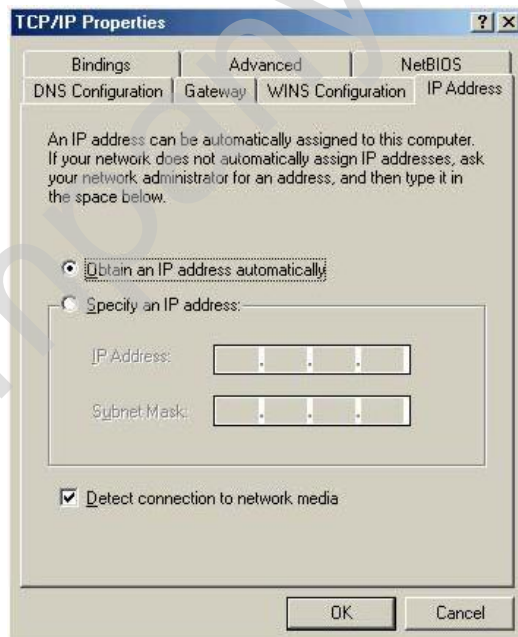 TCP/IP Properties
Bindings
Advanced
NetBIOS
DNS Configuration
Gateway
WINS Configuration
IP Address
An IP address can be automatically assigned to this computer.
If your network does not automatically assign IP addresses, ask
your network administrator for an address, and then type it in
the space below.
Obtain an IP address automatically
Specify an IP address:
IP Address:
Subnet Mask:
Detect connection to network media
OK
Cancel